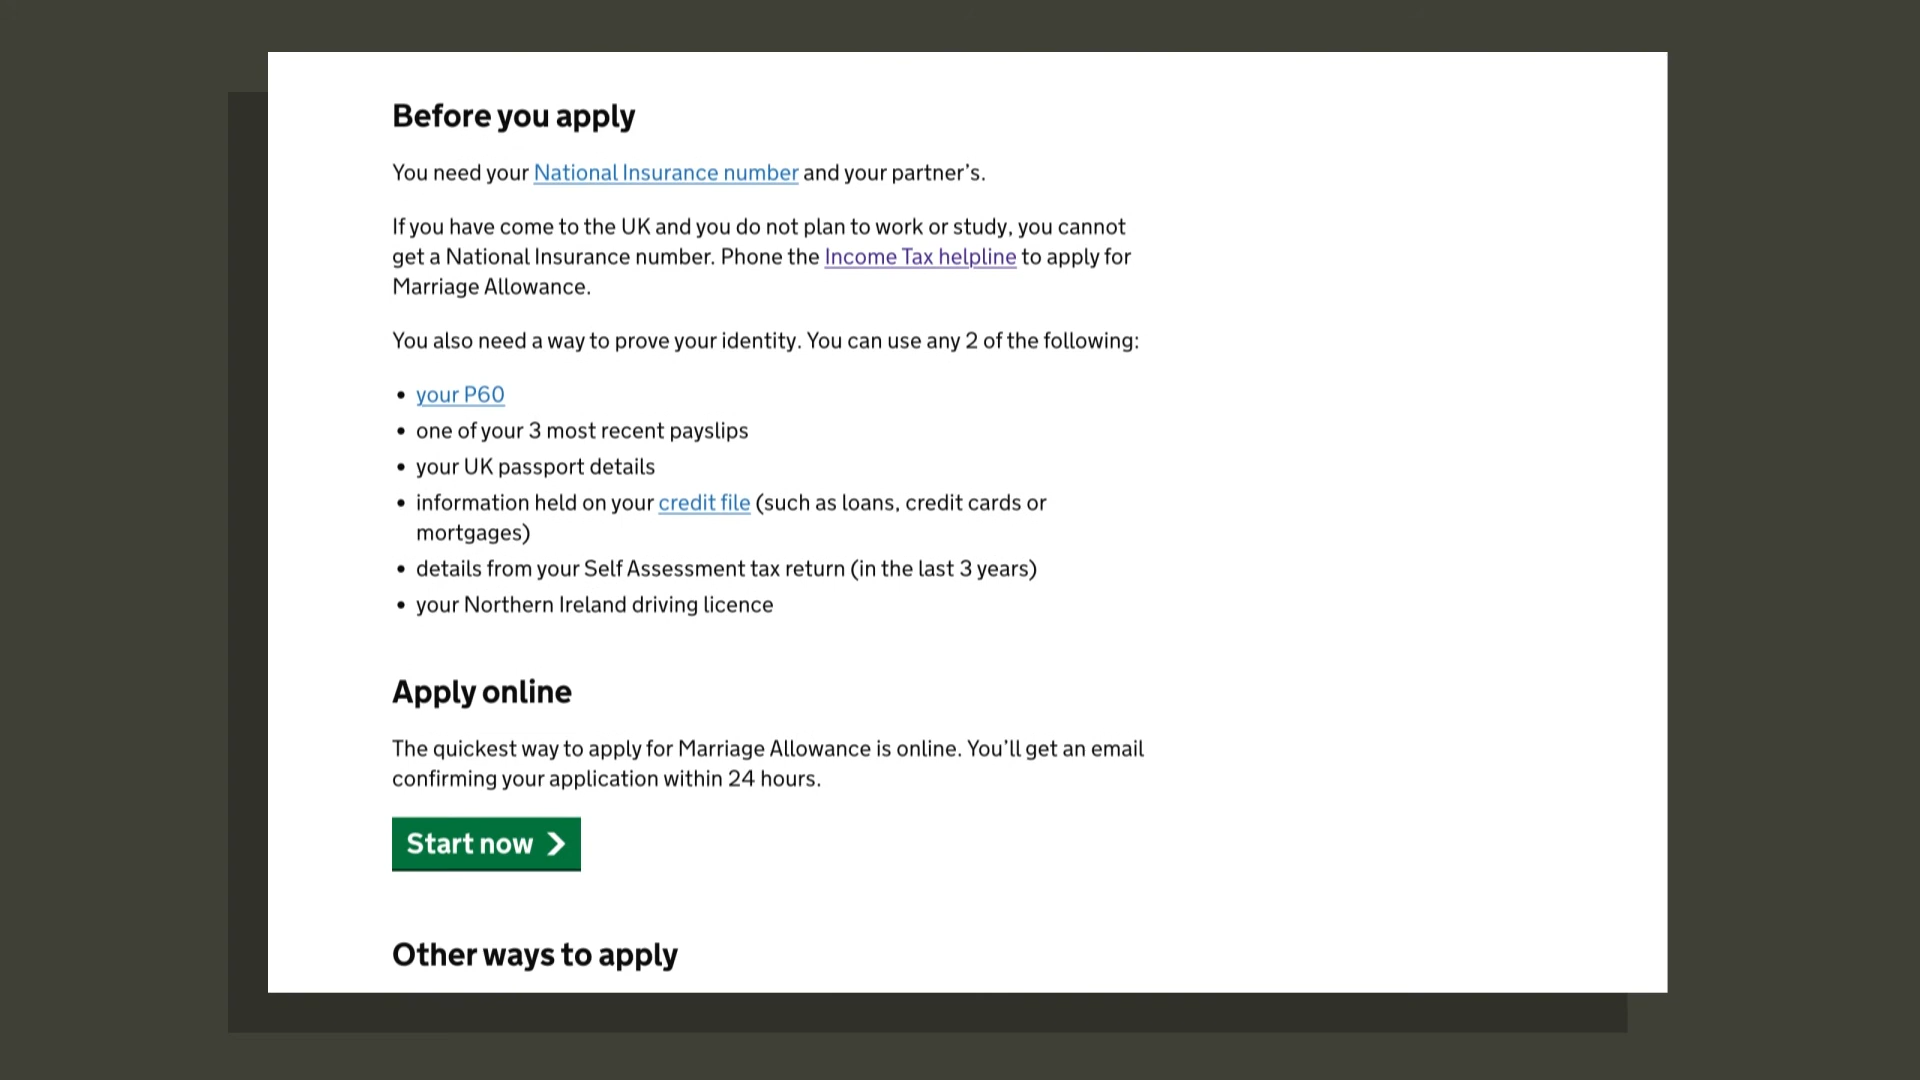 Before you apply
You need your National Insurance number and your partner’s.
If you have come to the UK and you do not plan to work or study, you cannot
get a National Insurance number. Phone the Income Tax helpline to apply for
Marriage Allowance.
You also need a way to prove your identity. You can use any 2 of the following:
• your P60
• one of your 3 most recent payslips
• your UK passport details
• information held on your credit file (such as loans, credit cards or
mortgages)
• details from your Self Assessment tax return (in the last 3 years)
• your Northern Ireland driving licence
Apply online
The quickest way to apply for Marriage Allowance is online. You’ll get an email
confirming your application within 24 hours.
Start now
Other ways to apply